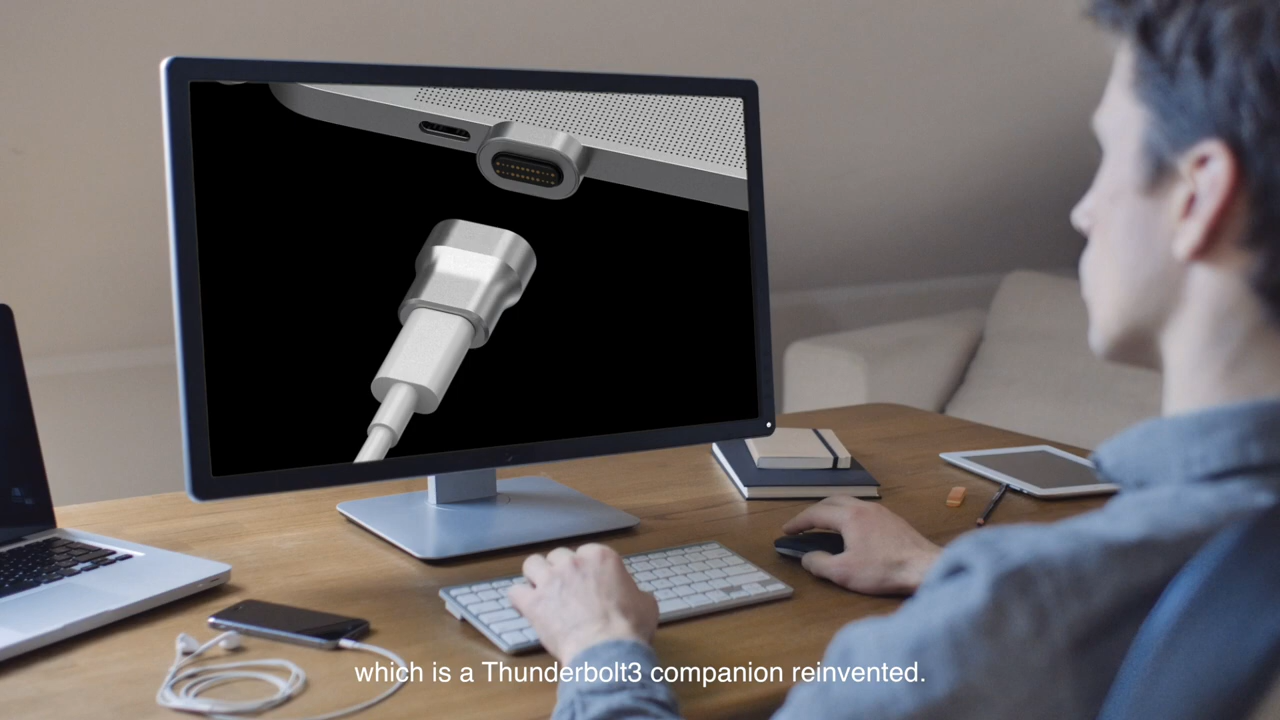 which is a Thunderbolt3 companion reinvented.